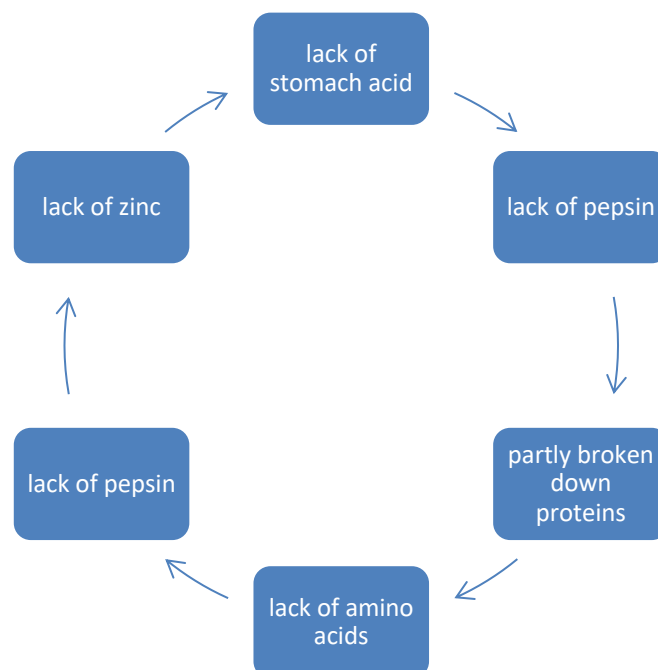 lack of
stomach acid
lack of pepsin
partly broken
down
proteins
lack of amino
acids
lack of pepsin
lack of zinc